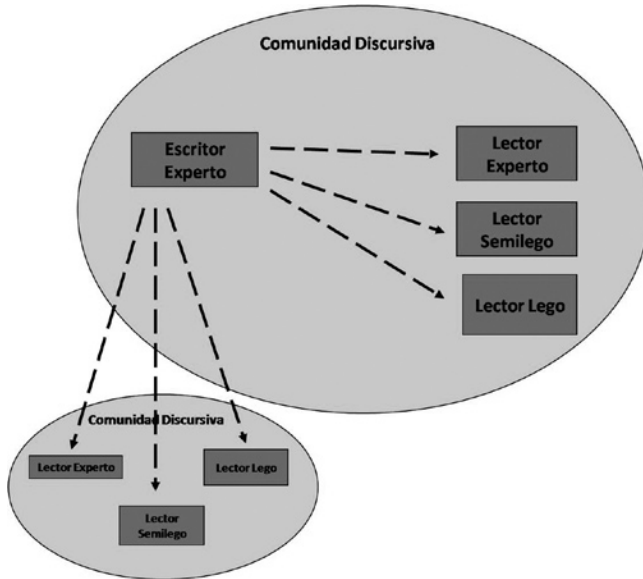 Comunidad Discursiva
Escritor
Experto
Lector
Experto
Lector
Semilego
Lector Lego
Comunidad Discursiva
Lector Experto
Lector Lego
Lector
Semilego